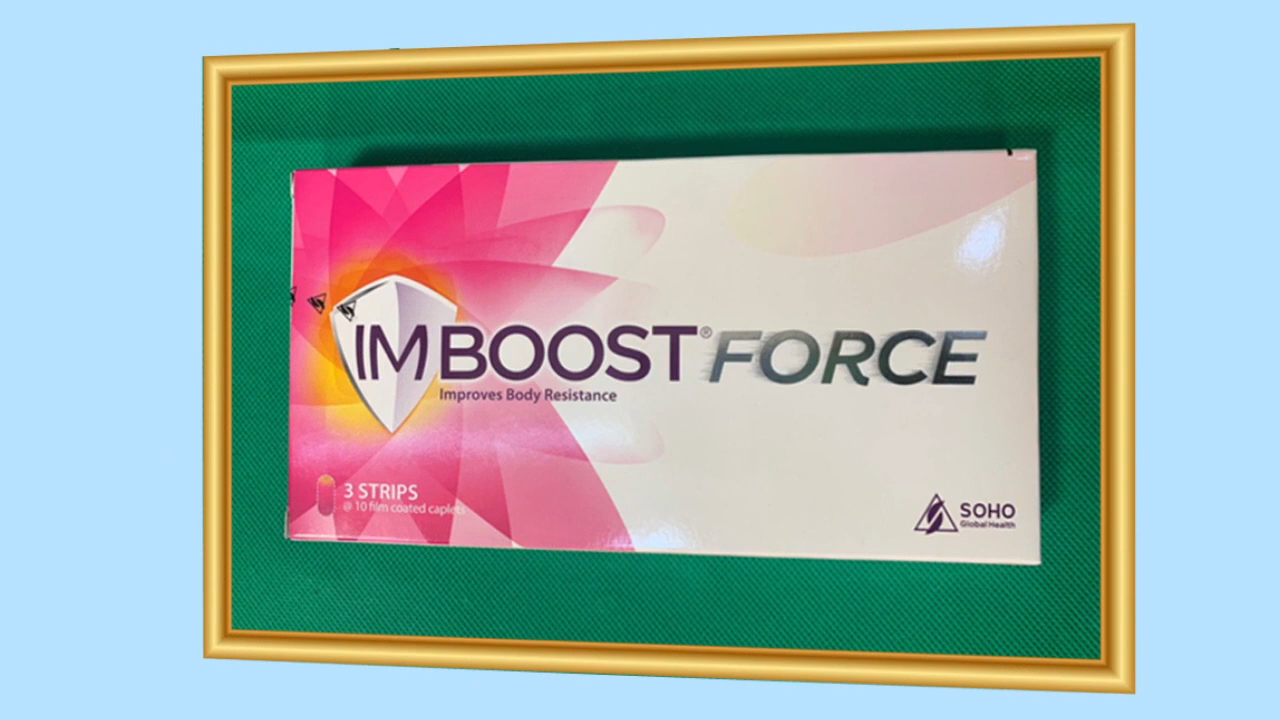 IMBOOST® FORCE
Improves Body Resistance
3 STRIPS
@ 10 film coated caplets
SOHO
Global Health